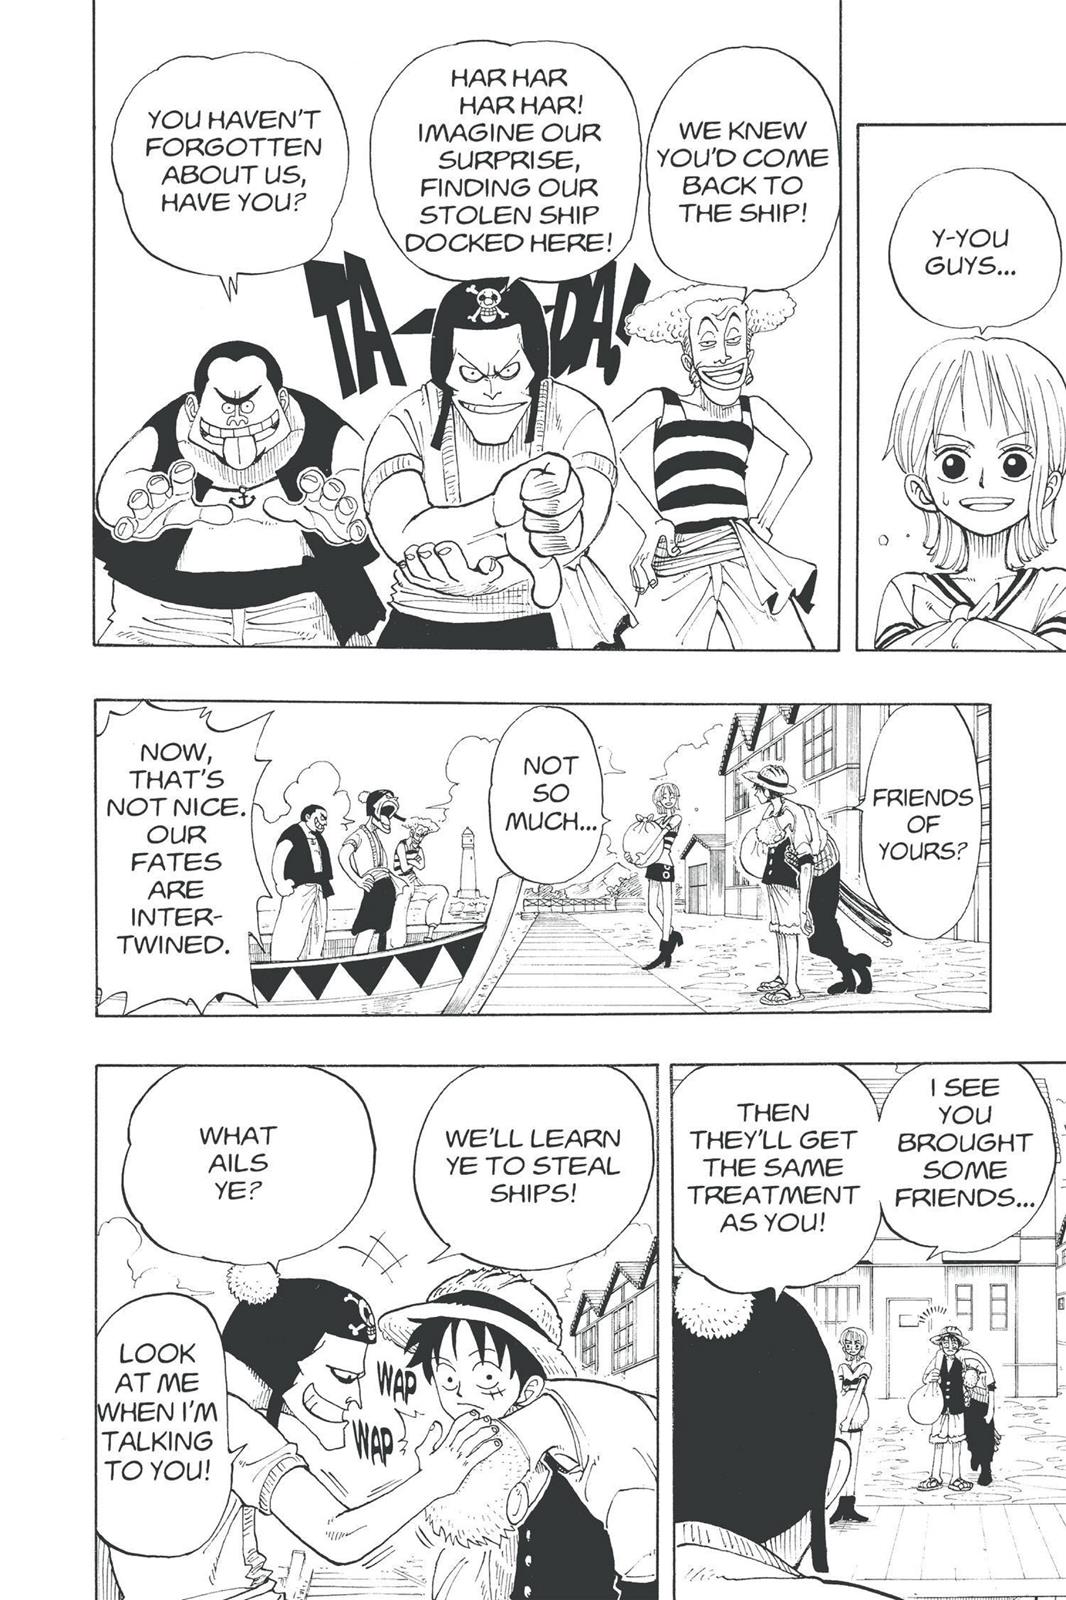 Y-YOU
GUYS...
WE KNEW
YOU'D COME
BACK TO
THE SHIP!
HAR HAR
HAR HAR!
IMAGINE OUR
SURPRISE,
FINDING OUR
STOLEN SHIP
DOCKED HERE!
YOU HAVEN'T
FORGOTTEN
ABOUT US,
HAVE YOU?
TA-DA!
FRIENDS
OF
YOURS?
NOT
SO
MUCH...
NOW,
THAT'S
NOT NICE.
OUR
FATES
ARE
INTER-
TWINED.
I SEE
YOU
BROUGHT
SOME
FRIENDS...
THEN
THEY'LL GET
THE SAME
TREATMENT
AS YOU!
WE'LL LEARN
YE TO STEAL
SHIPS!
WHAT
AILS
YE?
WAP
WAP
LOOK
AT ME
WHEN I'M
TALKING
TO YOU!